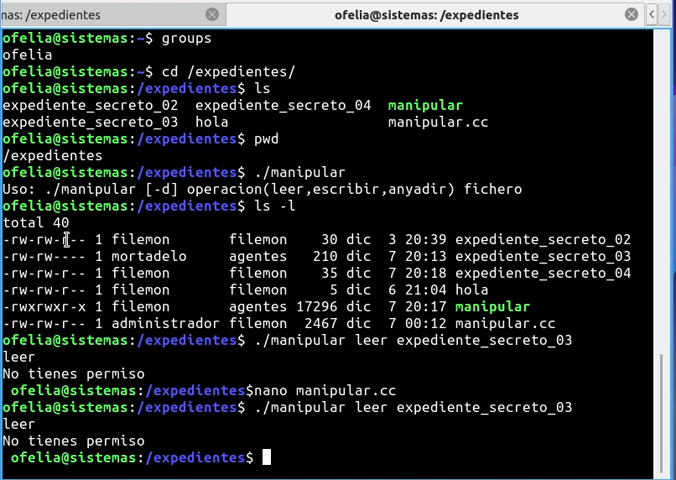 mas: /expedientes
ofelia@sistemas: /expedientes
ofelia@sistemas:~$ groups
ofelia
ofelia@sistemas:~$ cd /expedientes/
ofelia@sistemas:/expedientes$ ls
expediente_secreto_02  expediente_secreto_04  manipular
expediente_secreto_03  hola                   manipular.cc
ofelia@sistemas:/expedientes$ pwd
/expedientes
ofelia@sistemas:/expedientes$ ./manipular
Uso: ./manipular [-d] operacion(leer,escribir,anyadir) fichero
ofelia@sistemas:/expedientes$ ls -l
total 40
-rw-rw-r-- 1 filemon       filemon    30 dic  3 20:39 expediente_secreto_02
-rw-rw---- 1 mortadelo     agentes   210 dic  7 20:13 expediente_secreto_03
-rw-rw-r-- 1 filemon       filemon    35 dic  7 20:18 expediente_secreto_04
-rw-rw-r-- 1 filemon       filemon     5 dic  6 21:04 hola
-rwxrwxr-x 1 filemon       agentes 17296 dic  7 20:17 manipular
-rw-rw-r-- 1 administrador filemon  2467 dic  7 00:12 manipular.cc
ofelia@sistemas:/expedientes$ ./manipular leer expediente_secreto_03
leer
No tienes permiso
ofelia@sistemas:/expedientes$nano manipular.cc
ofelia@sistemas:/expedientes$ ./manipular leer expediente_secreto_03
leer
No tienes permiso
ofelia@sistemas:/expedientes$